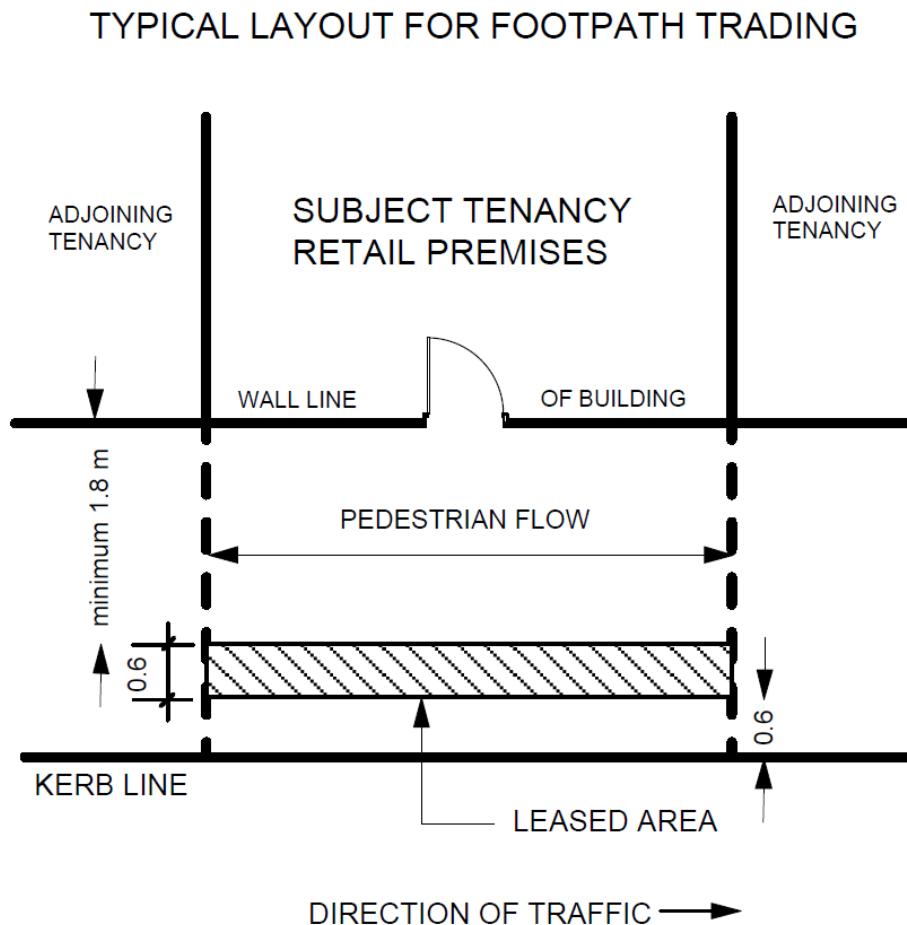 TYPICAL LAYOUT FOR FOOTPATH TRADING
ADJOINING
TENANCY
SUBJECT TENANCY
RETAIL PREMISES
ADJOINING
TENANCY
WALL LINE
OF BUILDING
minimum 1.8 m
PEDESTRIAN FLOW
0.6
0.6
KERB LINE
LEASED AREA
DIRECTION OF TRAFFIC